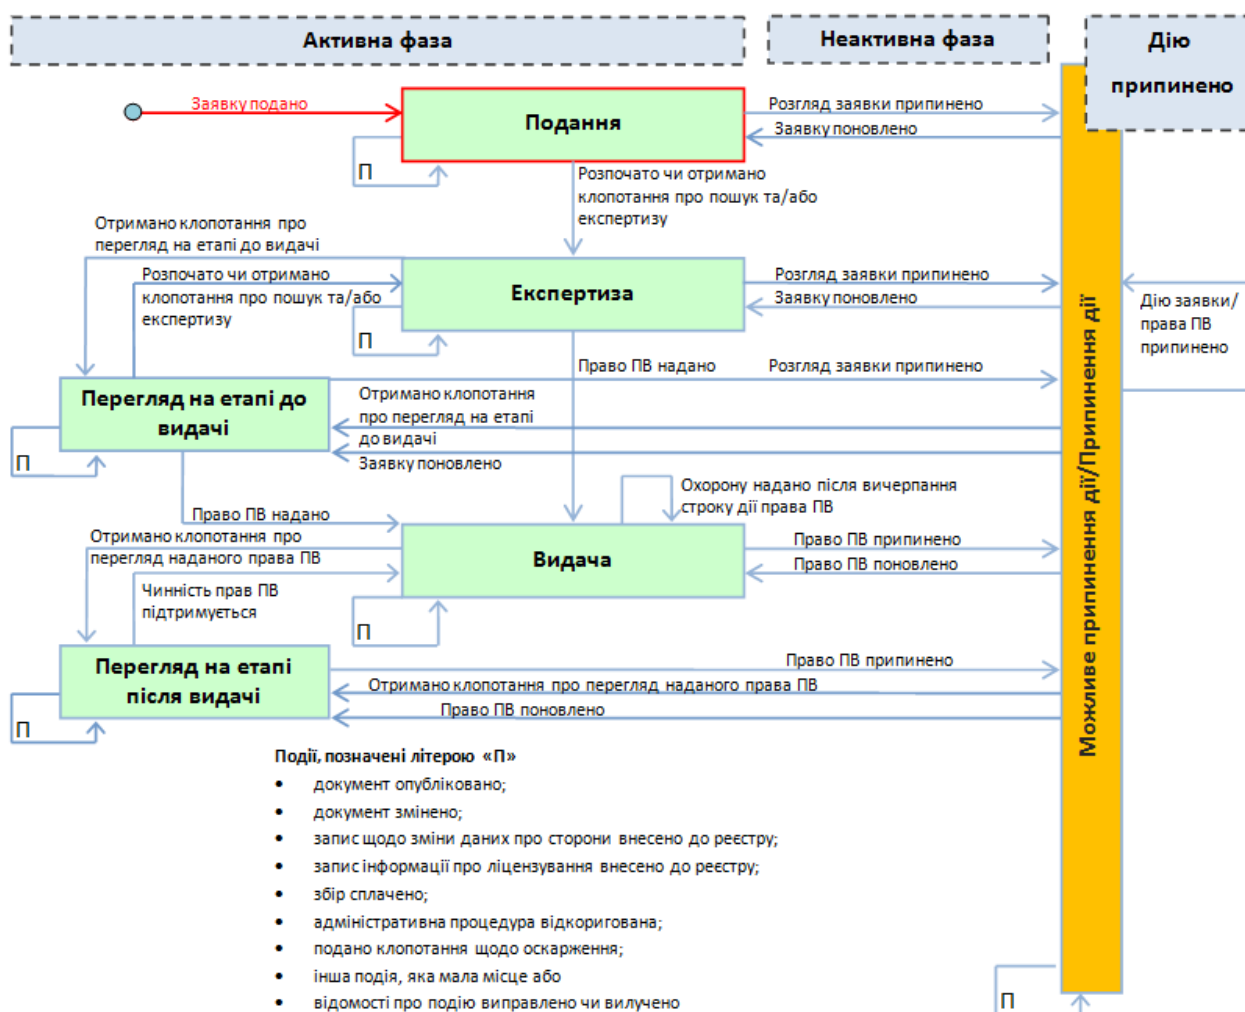 Активна фаза
Неактивна фаза
Дію
припинено
Заявку подано
Подання
Розгляд заявки припинено
Заявку поновлено
П
Розпочато чи отримано
клопотання про пошук та/або
експертизу
Отримано клопотання про
перегляд на етапі до видачі
Розпочато чи отримано
клопотання про пошук та/або
експертизу
Експертиза
Розгляд заявки припинено
Заявку поновлено
П
Дію заявки/
права ПВ
припинено
Можливе припинення дії/Припинення дії
Право ПВ надано
Розгляд заявки припинено
Перегляд на етапі до
видачі
Отримано клопотання
про перегляд на етапі
до видачі
Заявку поновлено
П
Охорону надано після вичерпання
строку дії права ПВ
Право ПВ надано
Отримано клопотання про
перегляд наданого права ПВ
Видача
Право ПВ припинено
Право ПВ поновлено
Чинність прав ПВ
підтримується
П
Перегляд на етапі
після видачі
Право ПВ припинено
Отримано клопотання про перегляд наданого права ПВ
Право ПВ поновлено
П
Події, позначені літерою «П»
• документ опубліковано;
• документ змінено;
• запис щодо зміни даних про сторони внесено до реєстру;
• запис інформації про ліцензування внесено до реєстру;
• збір сплачено;
• адміністративна процедура відкоригована;
• подано клопотання щодо оскарження;
• інша подія, яка мала місце або
• відомості про подію виправлено чи вилучено
П